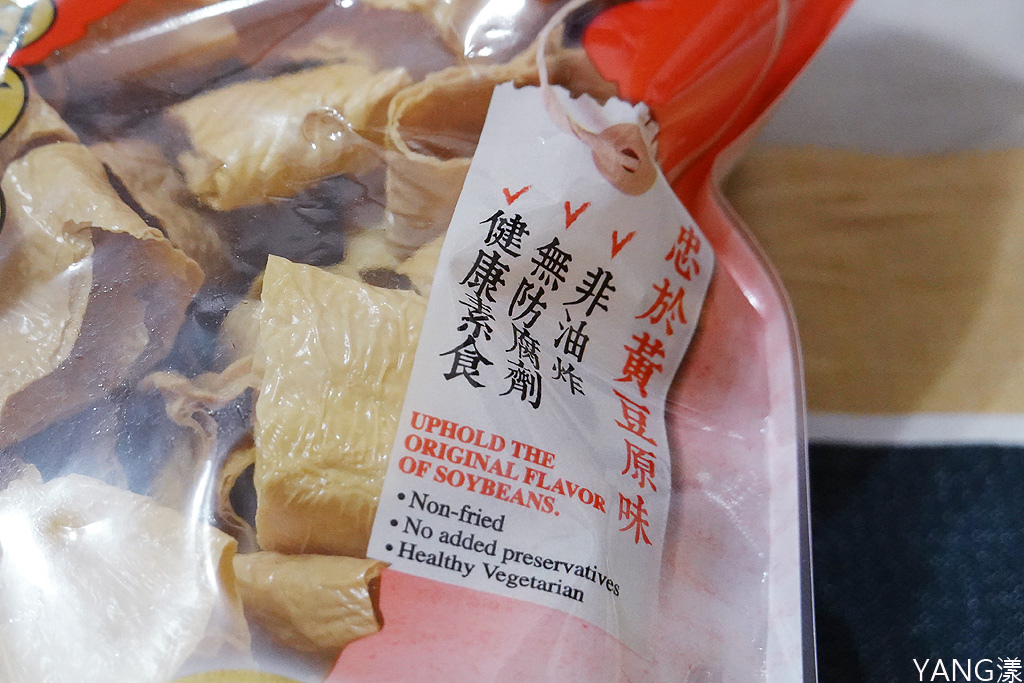 忠於黃豆原味
非油炸
無防腐劑
健康素食
UPHOLD THE
ORIGINAL FLAVOR
OF SOYBEANS.
• Non-fried
• No added preservatives
• Healthy Vegetarian
YANG漾